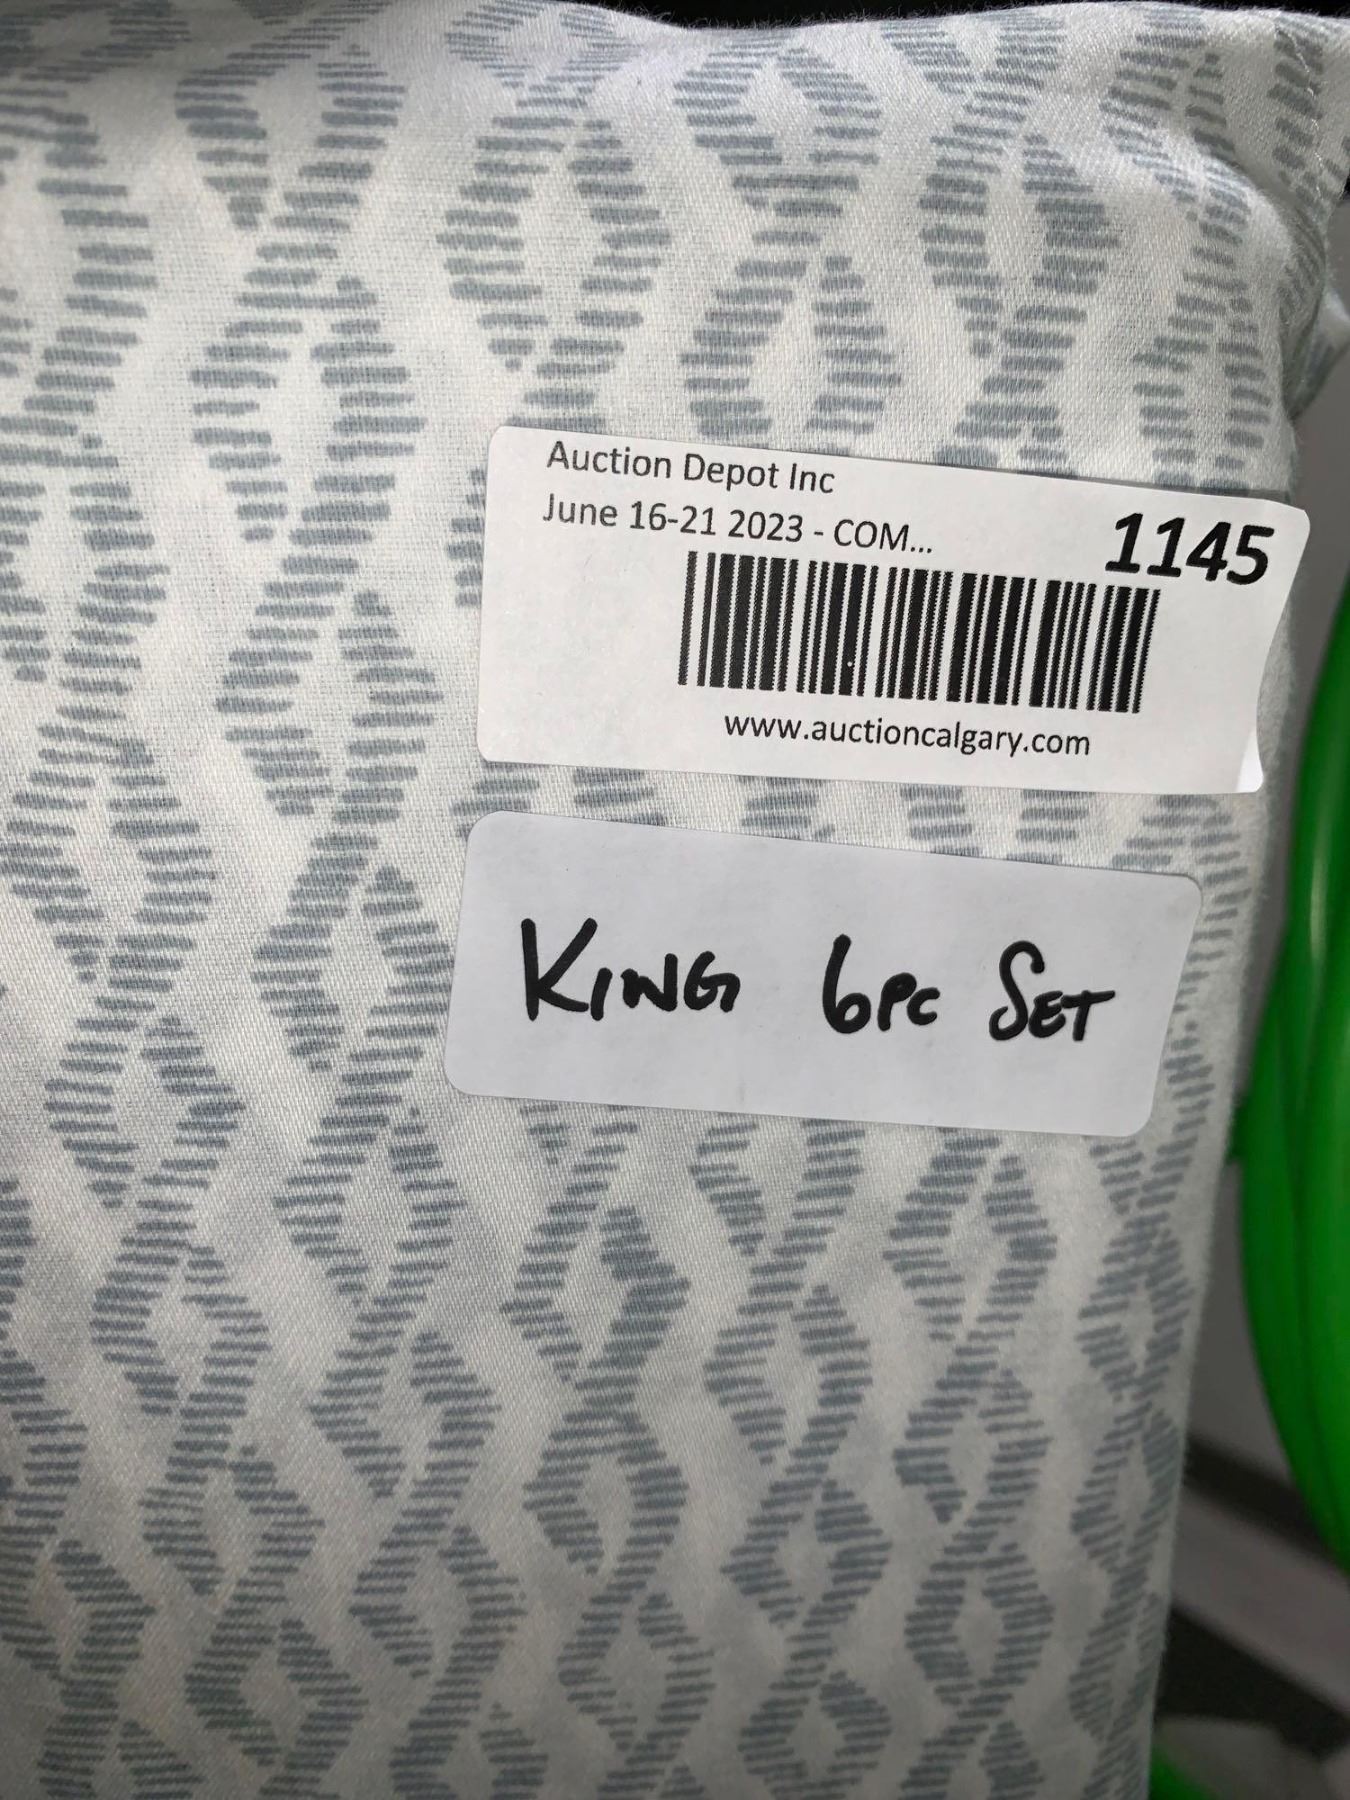 Auction Depot Inc
June 16-21 2023 - COM...
1145
www.auctioncalgary.com
KING 6PC SET